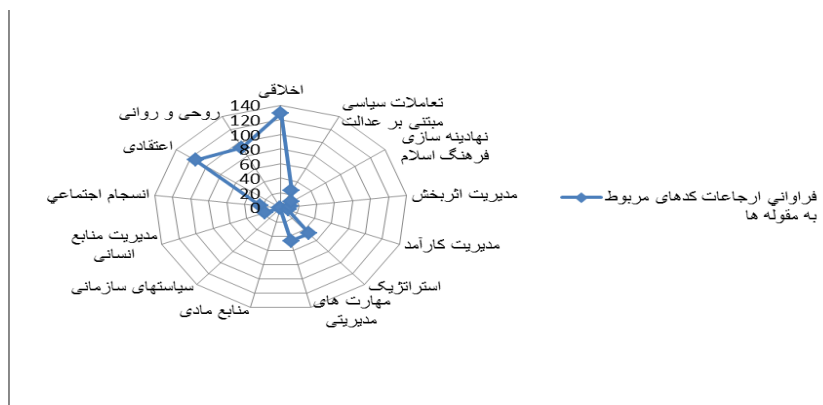 اخلاقی
تعاملات سیاسی
مبتنی بر عدالت
نهادینه سازی
فرهنگ اسلام
مدیریت اثربخش
مدیریت کارآمد
استراتژیک
مهارت های
مدیریتی
منابع مادی
سیاستهای سازمانی
مدیریت منابع
انسانی
انسجام اجتماعي
اعتقادی
روحی و روانی
140
120
100
80
60
40
20
0
فراواني ارجاعات کدهای مربوط
به مقوله ها